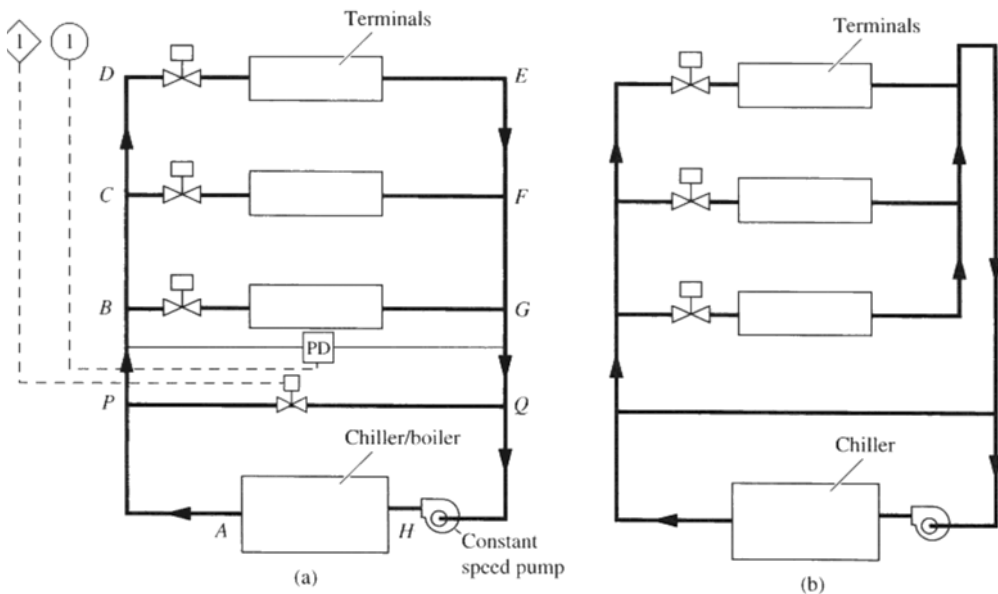 1
1
Terminals
D
E
C
F
B
G
PD
P
Q
Chiller/boiler
A
H
Constant
speed pump
(a)
Terminals
Chiller
(b)